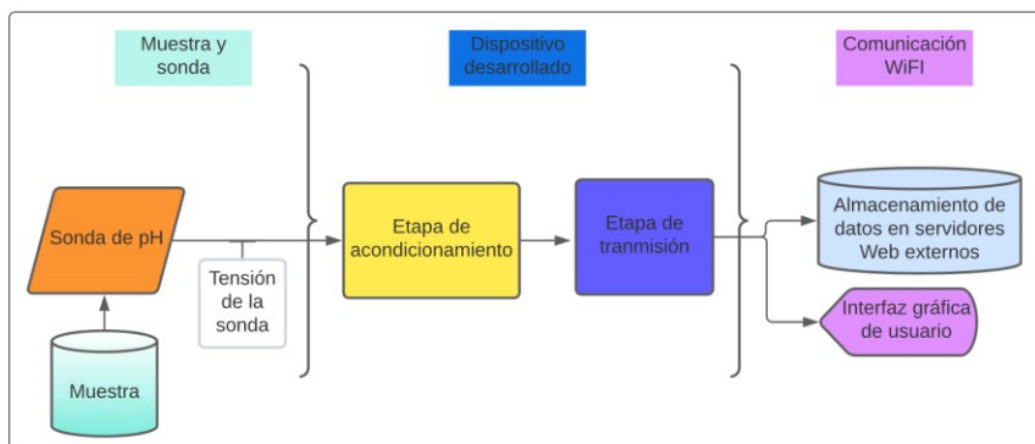 Muestra y
sonda
Dispositivo
desarrollado
Comunicación
WiFI
Sonda de pH
Tensión
de la
sonda
Muestra
Etapa de
acondicionamiento
Etapa de
tranmisión
Almacenamiento de
datos en servidores
Web externos
Interfaz gráfica
de usuario